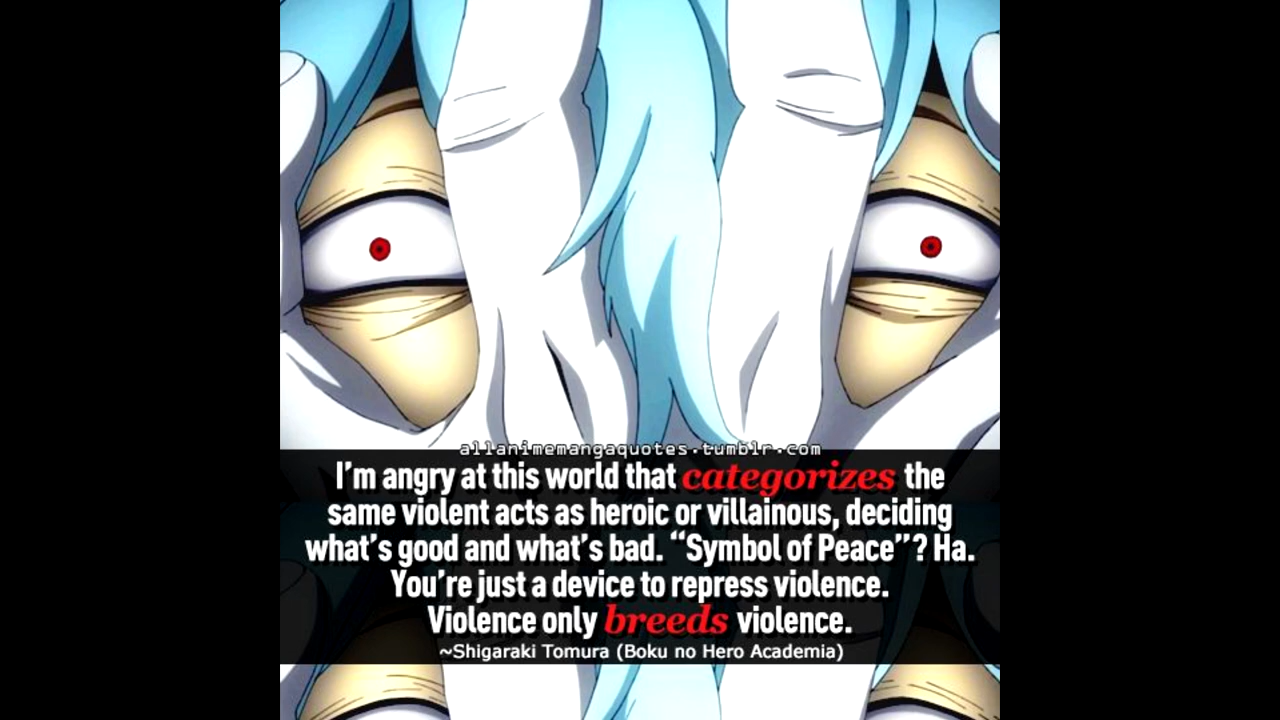 allanimemangaquotes.tumblr.com
I'm angry at this world that categorizes the
same violent acts as heroic or villainous, deciding
what's good and what's bad. “Symbol of Peace”? Ha.
You're just a device to repress violence.
Violence only breeds violence.
~Shigaraki Tomura (Boku no Hero Academia)